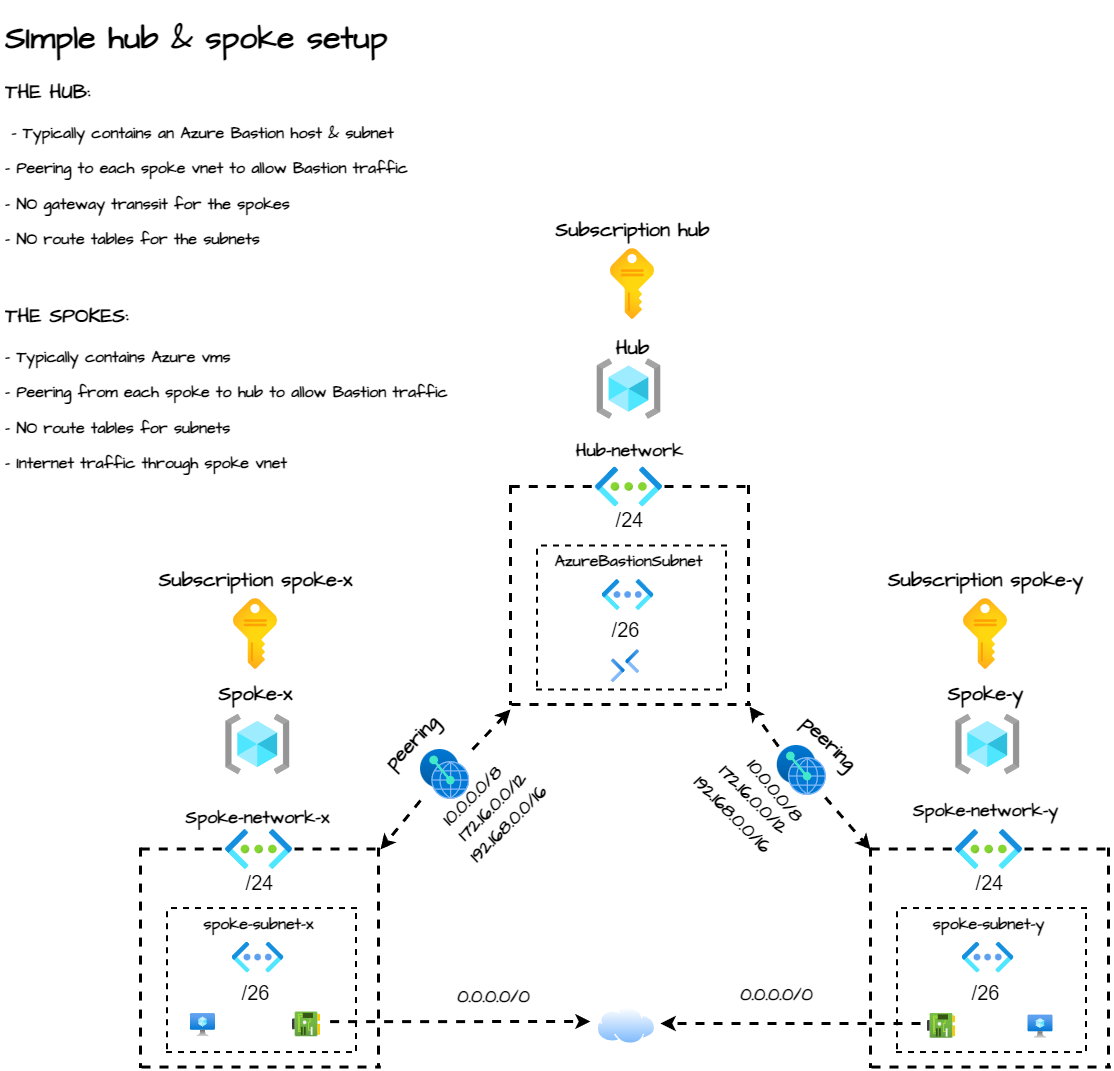 SImple hub & spoke setup
THE HUB:
- Typically contains an Azure Bastion host & subnet
- Peering to each spoke vnet to allow Bastion traffic
- NO gateway transsit for the spokes
- NO route tables for the subnets
THE SPOKES:
- Typically contains Azure vms
- Peering from each spoke to hub to allow Bastion traffic
- NO route tables for subnets
- Internet traffic through spoke vnet
Subscription hub
Hub
Hub-network
/24
AzureBastionSubnet
/26
Subscription spoke-x
Spoke-x
peering
10.0.0.0/8
172.16.0.0/12
192.168.0.0/16
Spoke-network-x
/24
spoke-subnet-x
/26
0.0.0.0/0
Subscription spoke-y
Spoke-y
peering
10.0.0.0/8
172.16.0.0/12
192.168.0.0/16
Spoke-network-y
/24
spoke-subnet-y
/26
0.0.0.0/0